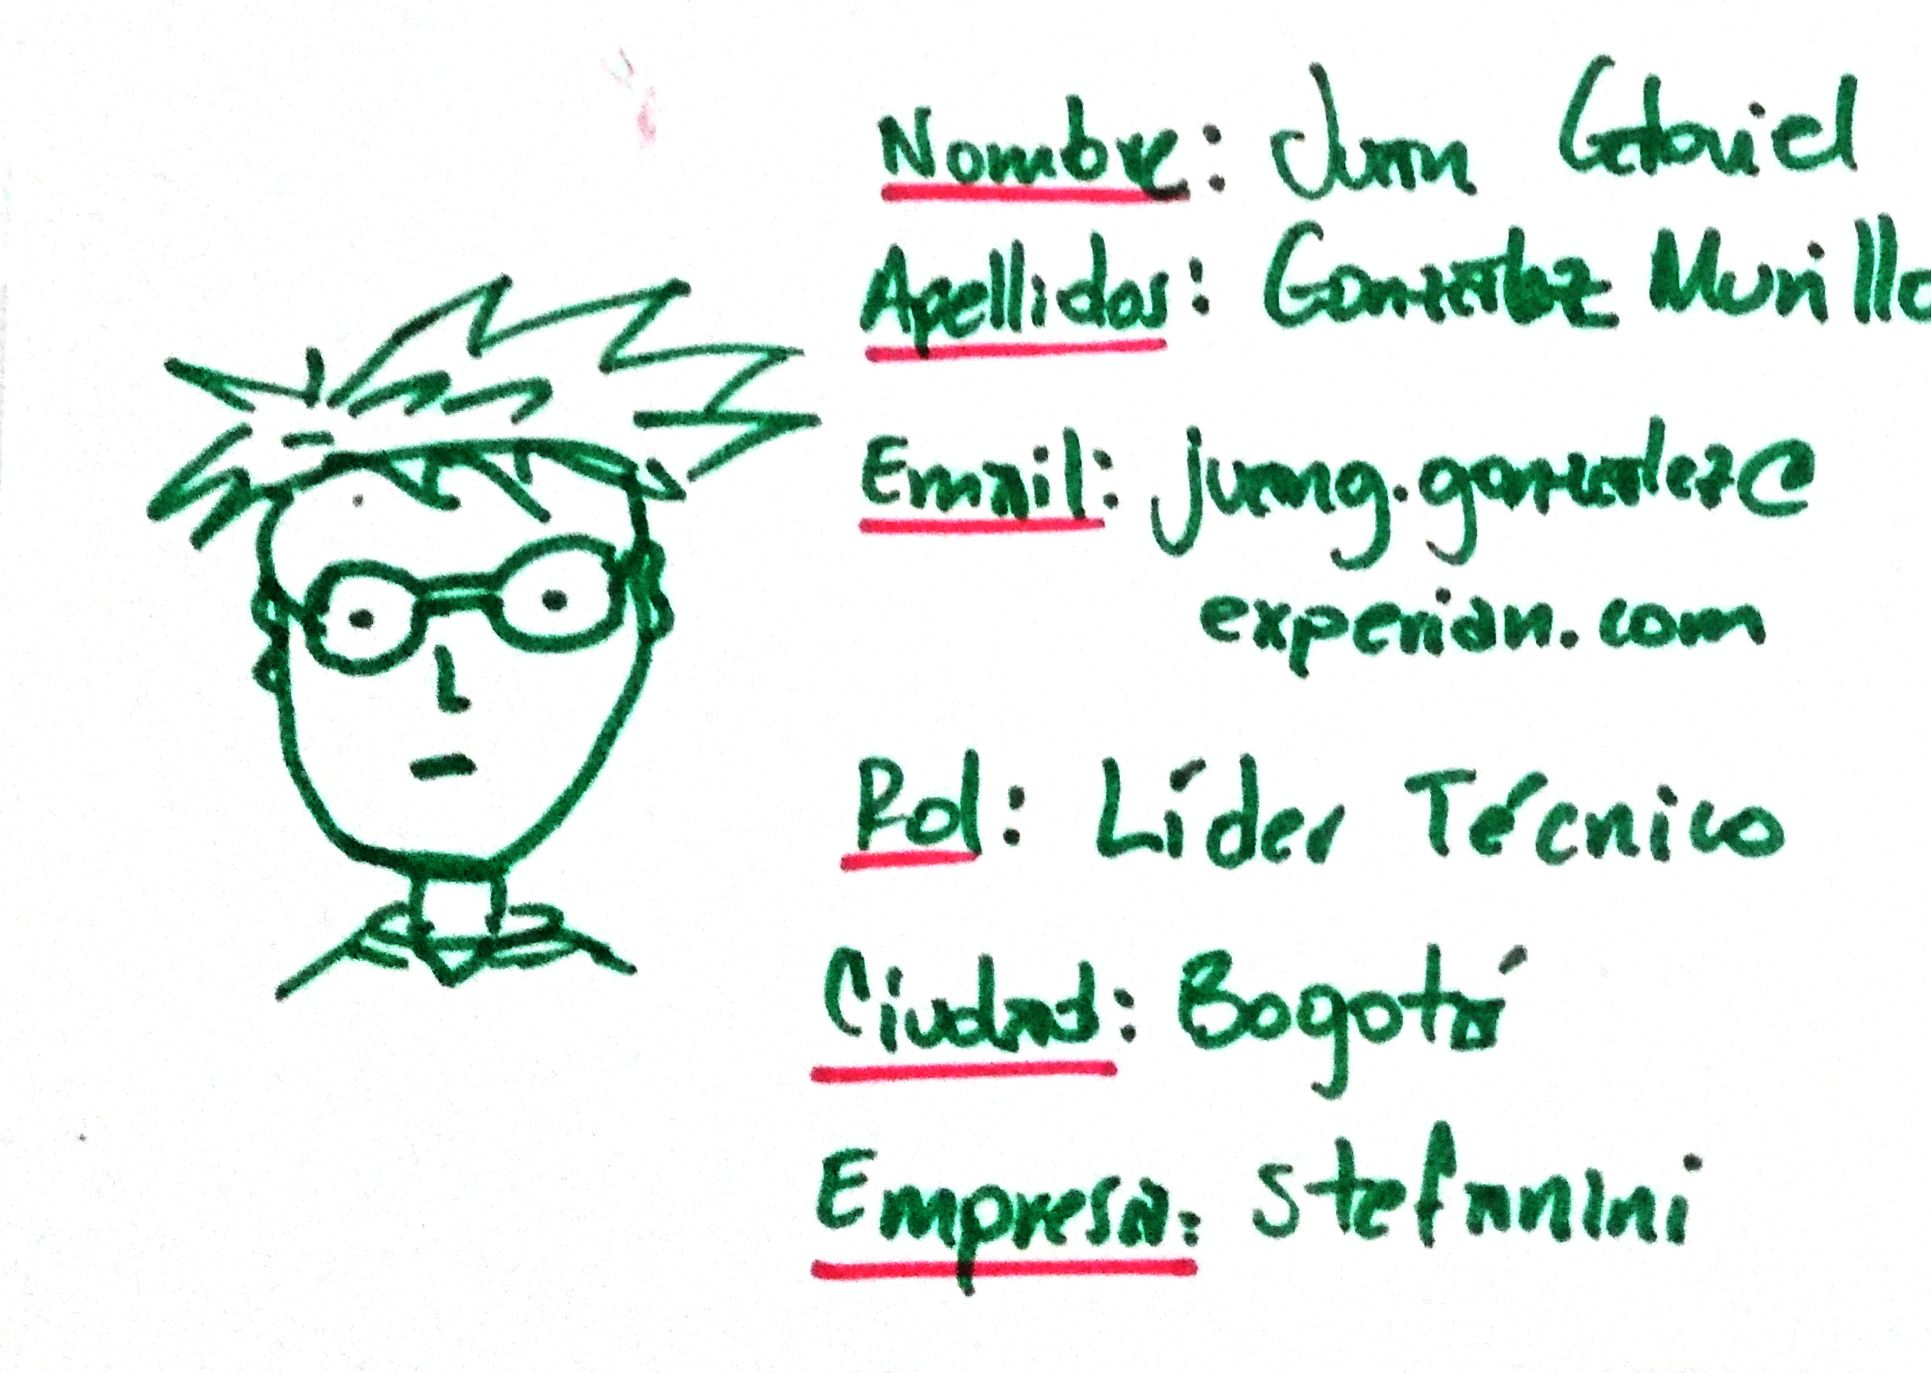 Nombre: Juan Gabriel
Apellidos: González Murillo
Email: juang.gonzalez@
experian.com
Rol: Líder Técnico
Ciudad: Bogotá
Empresa: Stefanini